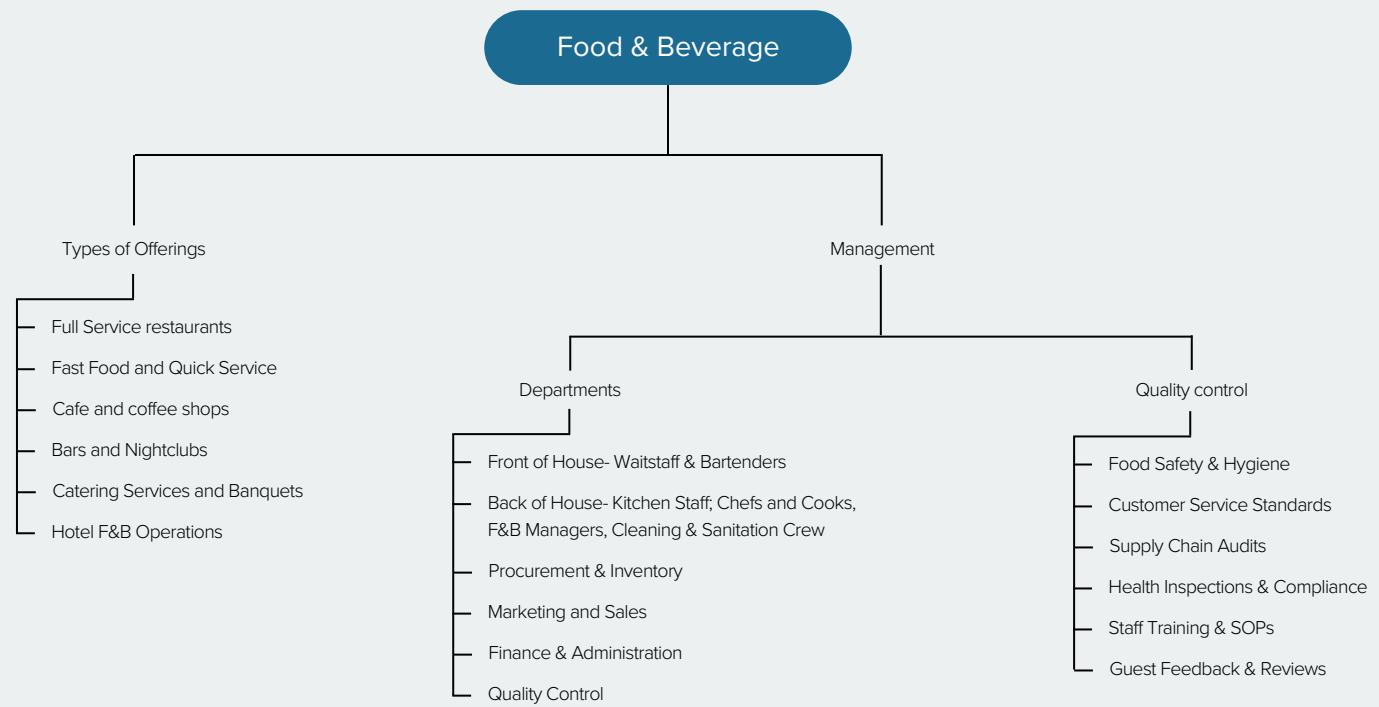 Food & Beverage
Types of Offerings
Full Service restaurants
Fast Food and Quick Service
Cafe and coffee shops
Bars and Nightclubs
Catering Services and Banquets
Hotel F&B Operations
Management
Departments
Front of House- Waitstaff & Bartenders
Back of House- Kitchen Staff; Chefs and Cooks,
F&B Managers, Cleaning & Sanitation Crew
Procurement & Inventory
Marketing and Sales
Finance & Administration
Quality Control
Quality control
Food Safety & Hygiene
Customer Service Standards
Supply Chain Audits
Health Inspections & Compliance
Staff Training & SOPs
Guest Feedback & Reviews